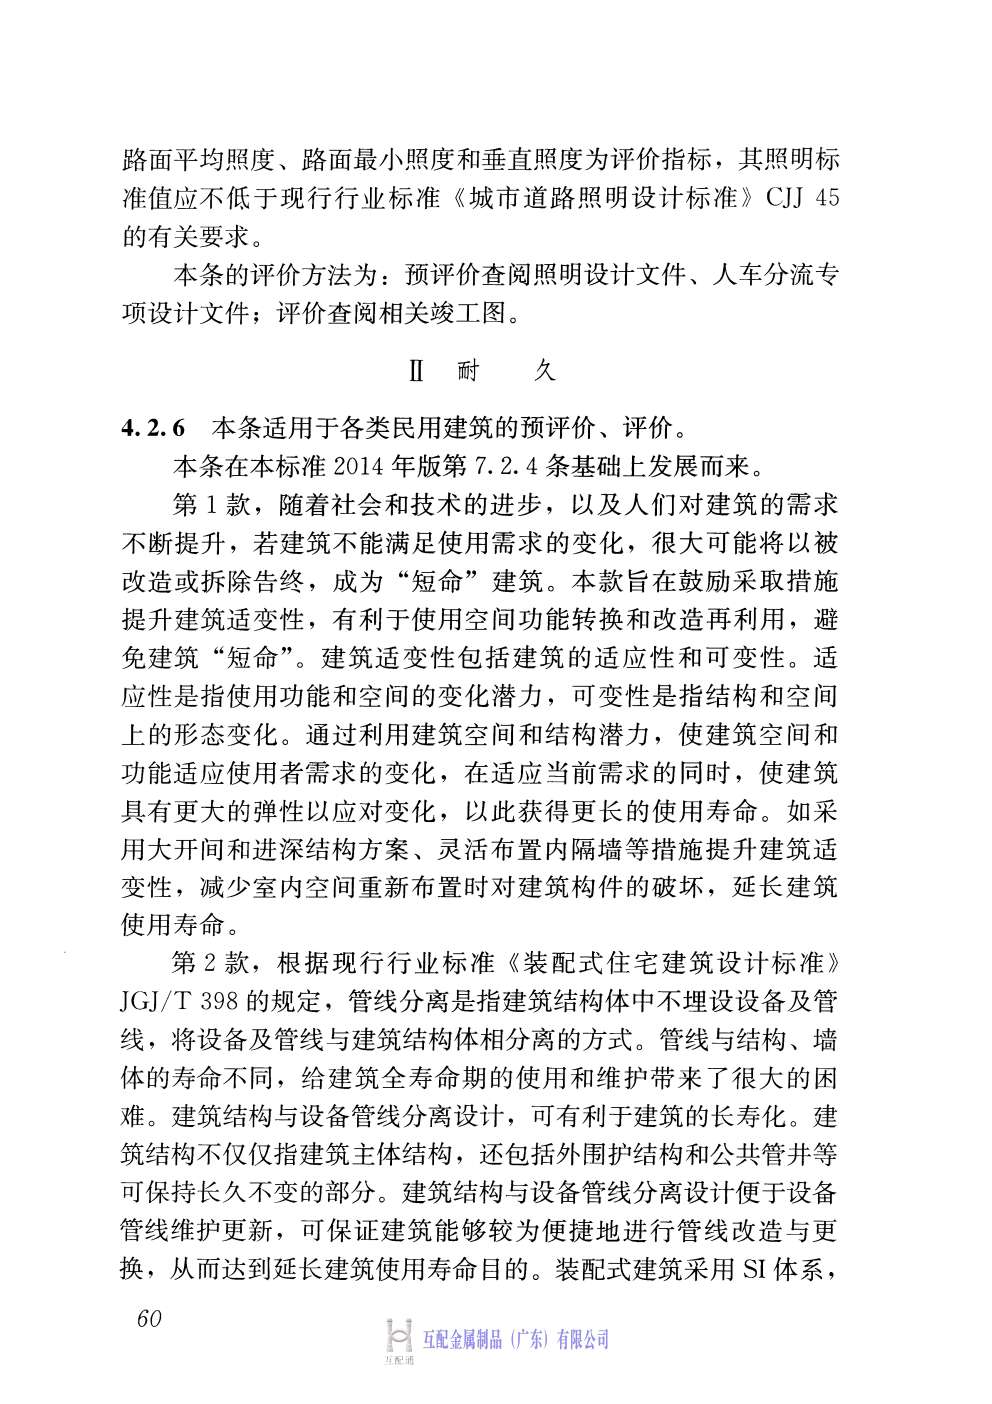 路面平均照度、路面最小照度和垂直照度为评价指标，其照明标
准值应不低于现行行业标准《城市道路照明设计标准》CJJ 45
的有关要求。
本条的评价方法为：预评价查阅照明设计文件、人车分流专
项设计文件；评价查阅相关竣工图。
Ⅱ 耐 久
4.2.6 本条适用于各类民用建筑的预评价、评价。
本条在本标准 2014 年版第 7.2.4 条基础上发展而来。
第 1 款，随着社会和技术的进步，以及人们对建筑的需求
不断提升，若建筑不能满足使用需求的变化，很大可能将以被
改造或拆除告终，成为“短命”建筑。本款旨在鼓励采取措施
提升建筑适变性，有利于使用空间功能转换和改造再利用，避
免建筑“短命”。建筑适变性包括建筑的适应性和可变性。适
应性是指使用功能和空间的变化潜力，可变性是指结构和空间
上的形态变化。通过利用建筑空间和结构潜力，使建筑空间和
功能适应使用者需求的变化，在适应当前需求的同时，使建筑
具有更大的弹性以应对变化，以此获得更长的使用寿命。如采
用大开间和进深结构方案、灵活布置内隔墙等措施提升建筑适
变性，减少室内空间重新布置时对建筑构件的破坏，延长建筑
使用寿命。
第 2 款，根据现行行业标准《装配式住宅建筑设计标准》
JGJ/T 398 的规定，管线分离是指建筑结构体中不埋设设备及管
线，将设备及管线与建筑结构体相分离的方式。管线与结构、墙
体的寿命不同，给建筑全寿命期的使用和维护带来了很大的困
难。建筑结构与设备管线分离设计，可有利于建筑的长寿化。建
筑结构不仅仅指建筑主体结构，还包括外围护结构和公共管井等
可保持长久不变的部分。建筑结构与设备管线分离设计便于设备
管线维护更新，可保证建筑能够较为便捷地进行管线改造与更
换，从而达到延长建筑使用寿命目的。装配式建筑采用 SI 体系，
60
互配通
互配金属制品（广东）有限公司